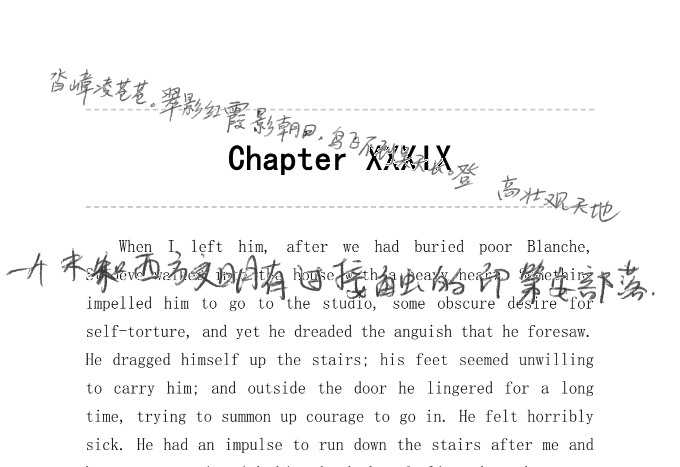 沓嶂凌苍苍。翠影红霞影朝日,鸟飞不到吴天长。登 高壮观天地
Chapter XXXIX
When I left him, after we had buried poor Blanche,
一个未和西方文明有过接触的印第安部落.
Stroeve walked into the house with a heavy heart. Something
impelled him to go to the studio, some obscure desire for
self-torture, and yet he dreaded the anguish that he foresaw.
He dragged himself up the stairs; his feet seemed unwilling
to carry him; and outside the door he lingered for a long
time, trying to summon up courage to go in. He felt horribly
sick. He had an impulse to run down the stairs after me and